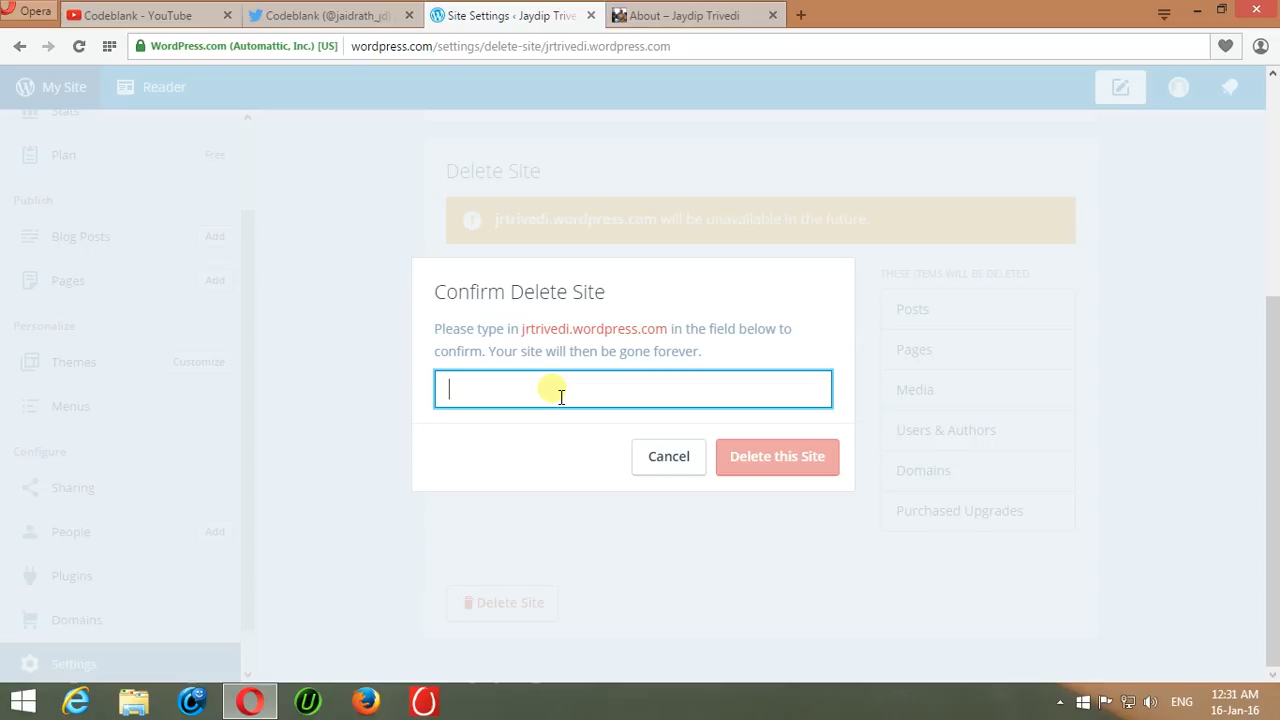 Opera
Codeblank - YouTube
Codeblank (@jaidrath_jd)
Site Settings ‹ Jaydip Trive
About – Jaydip Trivedi
WordPress.com (Automattic, Inc.) [US]
wordpress.com/settings/delete-site/jrtrivedi.wordpress.com
My Site
Reader
Stats
Plan
Free
Publish
Blog Posts
Add
Pages
Add
Personalize
Themes
Customize
Menus
Configure
Sharing
People
Add
Plugins
Domains
Settings
Delete Site
jrtrivedi.wordpress.com will be unavailable in the future.
THESE ITEMS WILL BE DELETED
Posts
Pages
Media
Users & Authors
Domains
Purchased Upgrades
Confirm Delete Site
Please type in jrtrivedi.wordpress.com in the field below to
confirm. Your site will then be gone forever.
Cancel
Delete this Site
Delete Site
ENG
12:31 AM
16-Jan-16